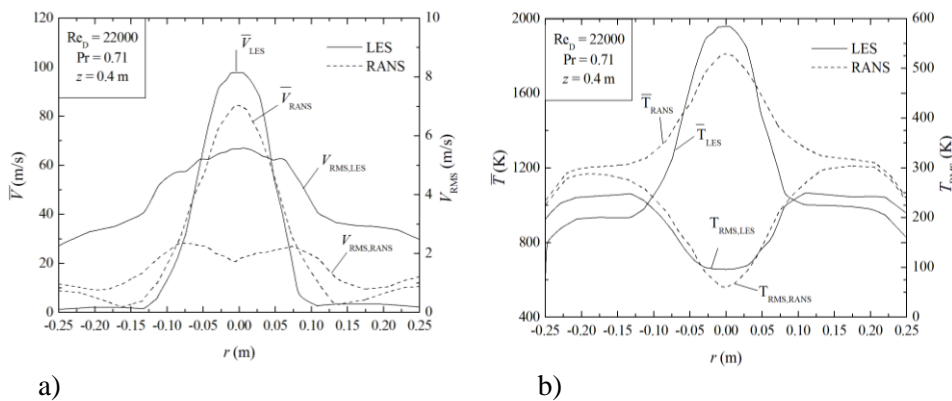 120
100
80
60
40
20
0
V̅ (m/s)
Re_D = 22000
Pr = 0.71
z = 0.4 m
V̅_LES
V̅_RANS
V_RMS,LES
V_RMS,RANS
LES
RANS
10
8
6
4
2
0
V_RMS (m/s)
-0.25 -0.20 -0.15 -0.10 -0.05 0.00 0.05 0.10 0.15 0.20 0.25
r (m)
a)
2000
1600
1200
800
400
T̅ (K)
Re_D = 22000
Pr = 0.71
z = 0.4 m
T̅_RANS
T̅_LES
T_RMS,LES
T_RMS,RANS
LES
RANS
600
500
400
300
200
100
0
T_RMS (K)
-0.25 -0.20 -0.15 -0.10 -0.05 0.00 0.05 0.10 0.15 0.20 0.25
r (m)
b)